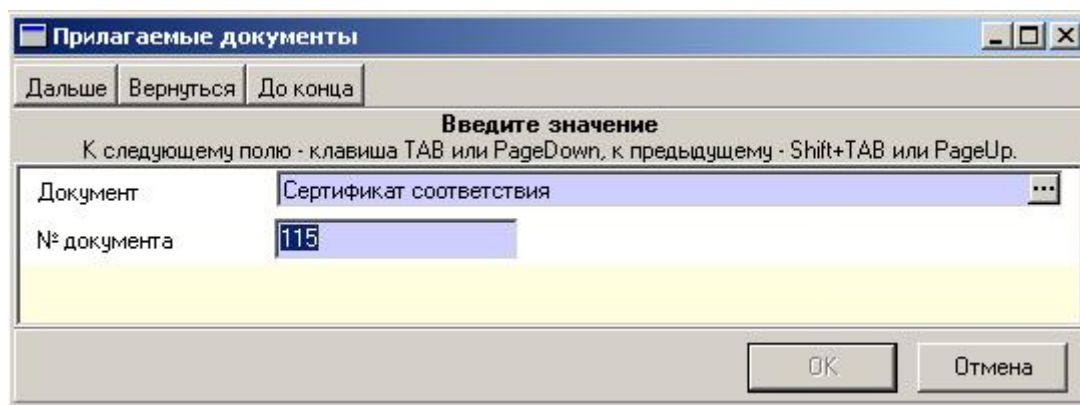 Прилагаемые документы
Дальше Вернуться До конца
Введите значение
К следующему полю - клавиша TAB или PageDown, к предыдущему - Shift+TAB или PageUp.
Документ Сертификат соответствия ...
№ документа 115
OK Отмена